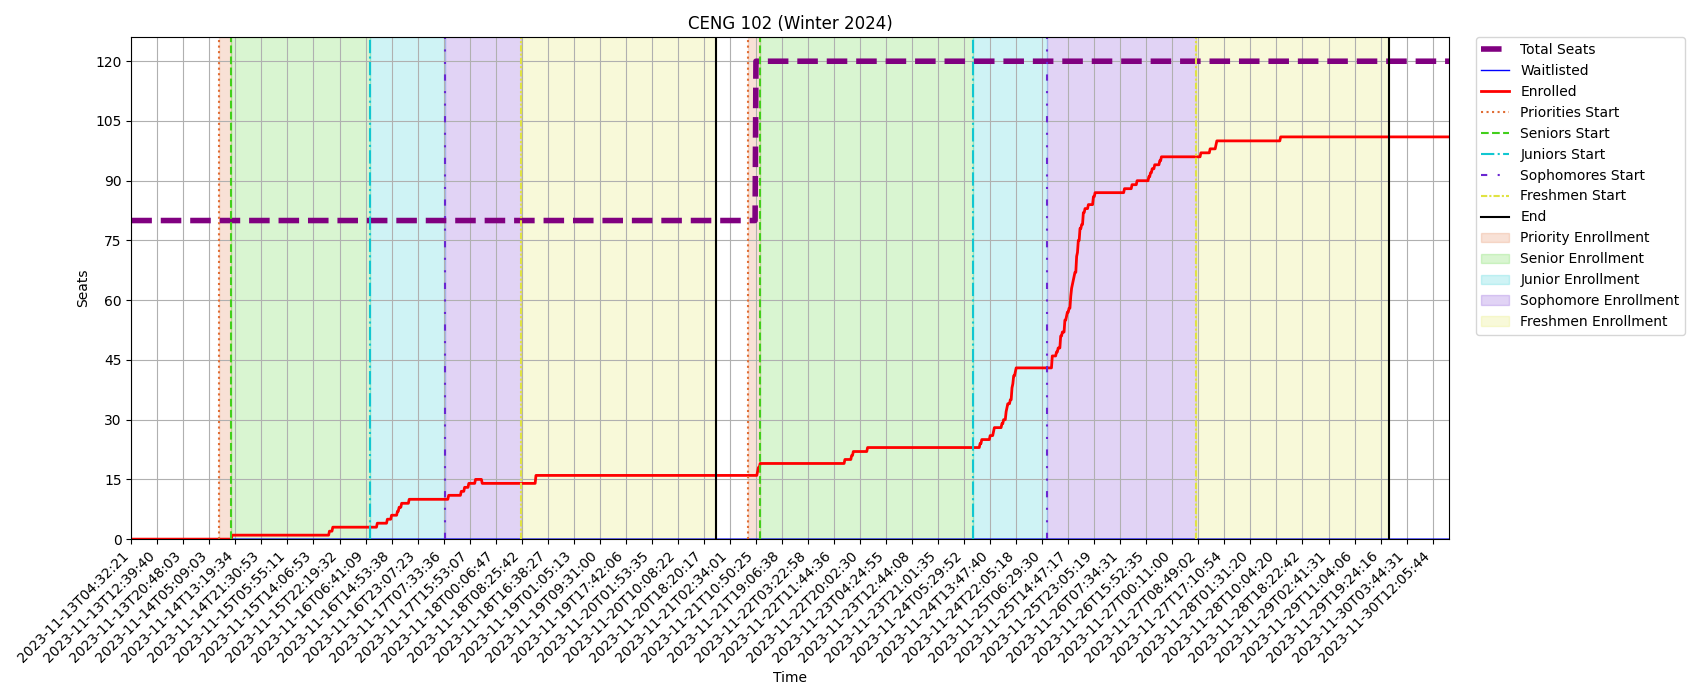 CENG 102 (Winter 2024)
Seats
120
105
90
75
60
45
30
15
0
2023-11-13T04:32:21
2023-11-13T12:39:40
2023-11-13T20:48:03
2023-11-14T05:09:03
2023-11-14T13:19:34
2023-11-14T21:30:53
2023-11-15T05:55:11
2023-11-15T14:06:53
2023-11-15T22:19:32
2023-11-16T06:41:09
2023-11-16T14:53:38
2023-11-16T23:07:23
2023-11-17T07:33:36
2023-11-17T15:53:07
2023-11-18T00:06:47
2023-11-18T08:25:42
2023-11-18T16:38:27
2023-11-19T01:05:13
2023-11-19T09:31:00
2023-11-19T17:42:06
2023-11-20T01:53:35
2023-11-20T10:08:22
2023-11-20T18:20:17
2023-11-21T02:34:01
2023-11-21T10:50:25
2023-11-21T19:06:38
2023-11-22T03:22:58
2023-11-22T11:44:36
2023-11-22T20:02:30
2023-11-23T04:24:55
2023-11-23T12:44:08
2023-11-23T21:01:35
2023-11-24T05:29:52
2023-11-24T13:47:40
2023-11-24T22:05:18
2023-11-25T06:29:30
2023-11-25T14:47:17
2023-11-25T23:05:19
2023-11-26T07:34:31
2023-11-26T15:52:35
2023-11-27T00:11:00
2023-11-27T08:49:02
2023-11-27T17:10:54
2023-11-28T01:31:20
2023-11-28T10:04:20
2023-11-28T18:22:42
2023-11-29T02:41:31
2023-11-29T11:04:06
2023-11-29T19:24:16
2023-11-30T03:44:31
2023-11-30T12:05:44
Time
Total Seats
Waitlisted
Enrolled
Priorities Start
Seniors Start
Juniors Start
Sophomores Start
Freshmen Start
End
Priority Enrollment
Senior Enrollment
Junior Enrollment
Sophomore Enrollment
Freshmen Enrollment